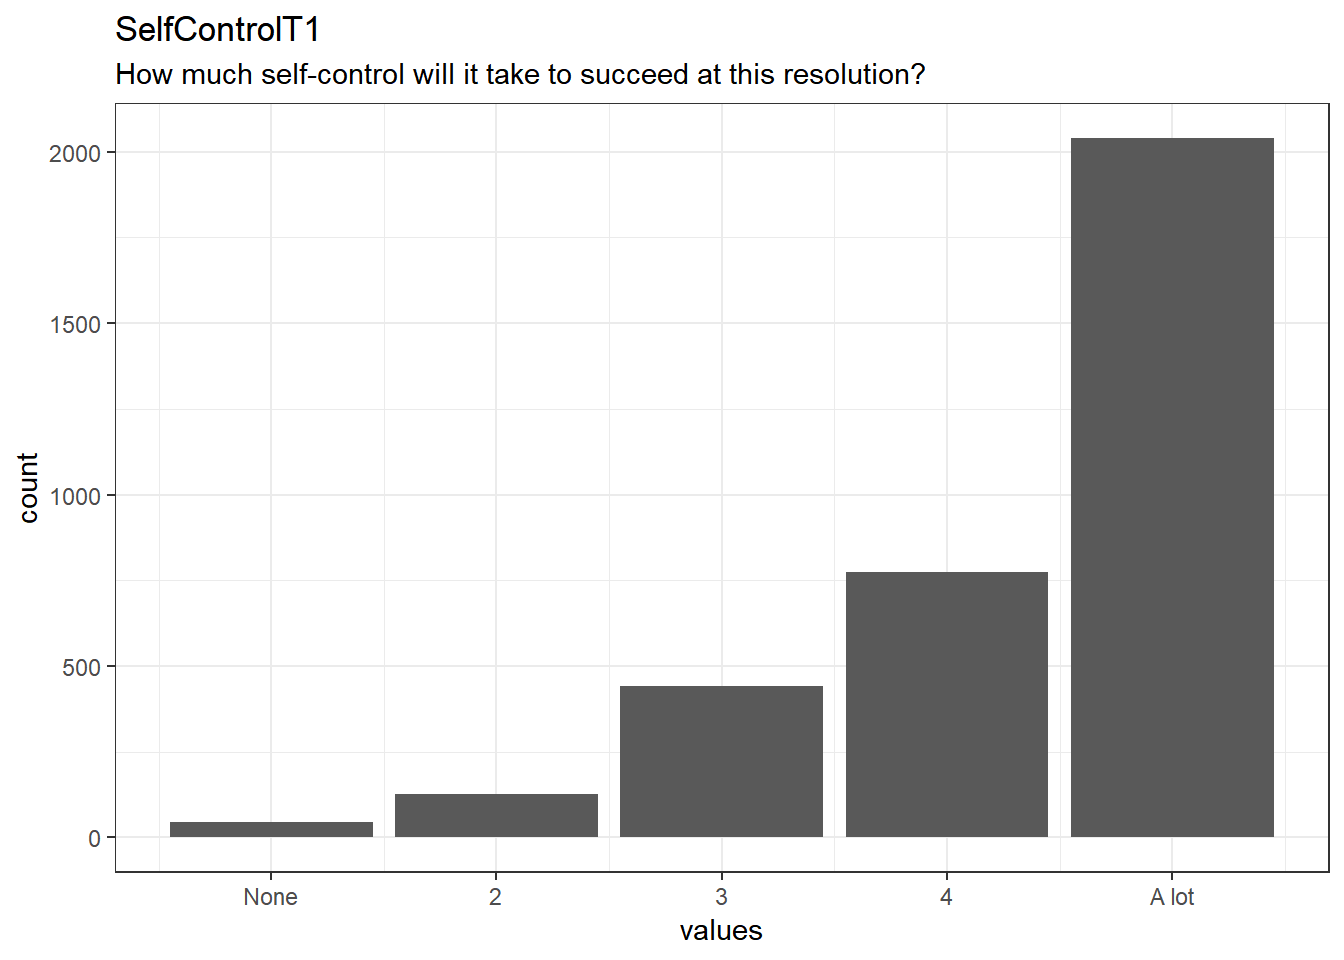 SelfControlT1
How much self-control will it take to succeed at this resolution?
2000
1500
1000
500
0
count
None 2 3 4 A lot
values